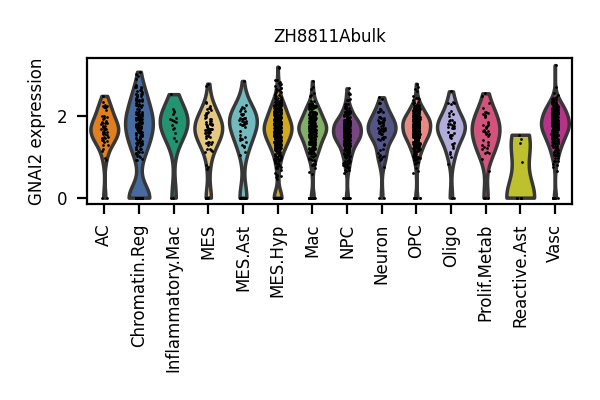 ZH8811Abulk
GNAI2 expression
2
0
AC
Chromatin.Reg
Inflammatory.Mac
MES
MES.Ast
MES.Hyp
Mac
NPC
Neuron
OPC
Oligo
Prolif.Metab
Reactive.Ast
Vasc